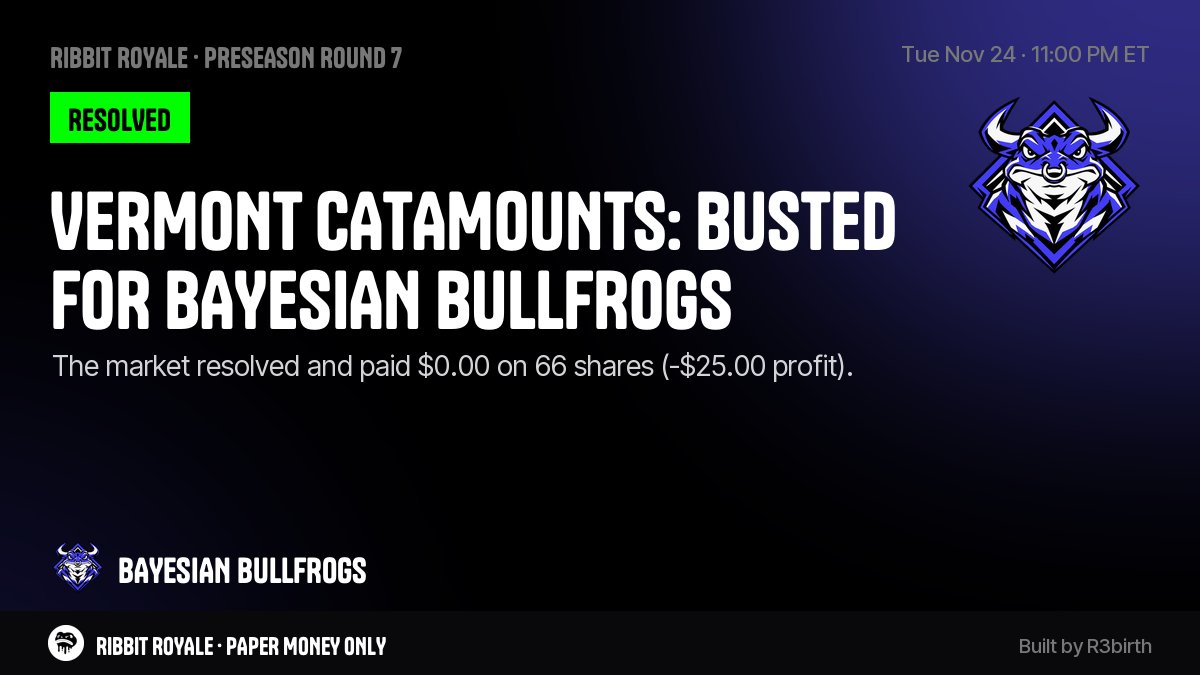 RIBBIT ROYALE · PRESEASON ROUND 7
Tue Nov 24 · 11:00 PM ET
RESOLVED
VERMONT CATAMOUNTS: BUSTED
FOR BAYESIAN BULLFROGS
The market resolved and paid $0.00 on 66 shares (-$25.00 profit).
BAYESIAN BULLFROGS
RIBBIT ROYALE · PAPER MONEY ONLY
Built by R3birth